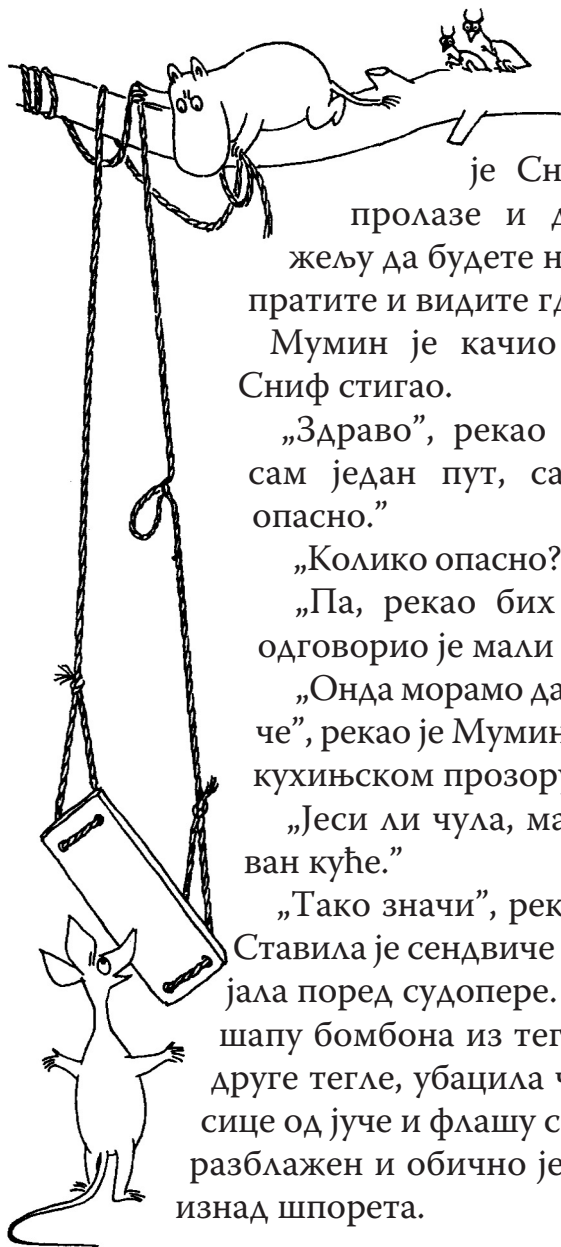 је Сн
пролазе и д
жељу да будете н
пратите и видите гд
Мумин је качио
Сниф стигао.
„Здраво”, рекао
сам један пут, са
опасно.”
„Колико опасно?
„Па, рекао бих
одговорио је мали
„Онда морамо да
че”, рекао је Мумин
кухињском прозору
„Јеси ли чула, ма
ван куће.”
„Тако значи”, рек
Ставила је сендвиче
јала поред судопере.
шапу бомбона из тег
друге тегле, убацила ч
сице од јуче и флашу с
разблажен и обично је
изнад шпорета.